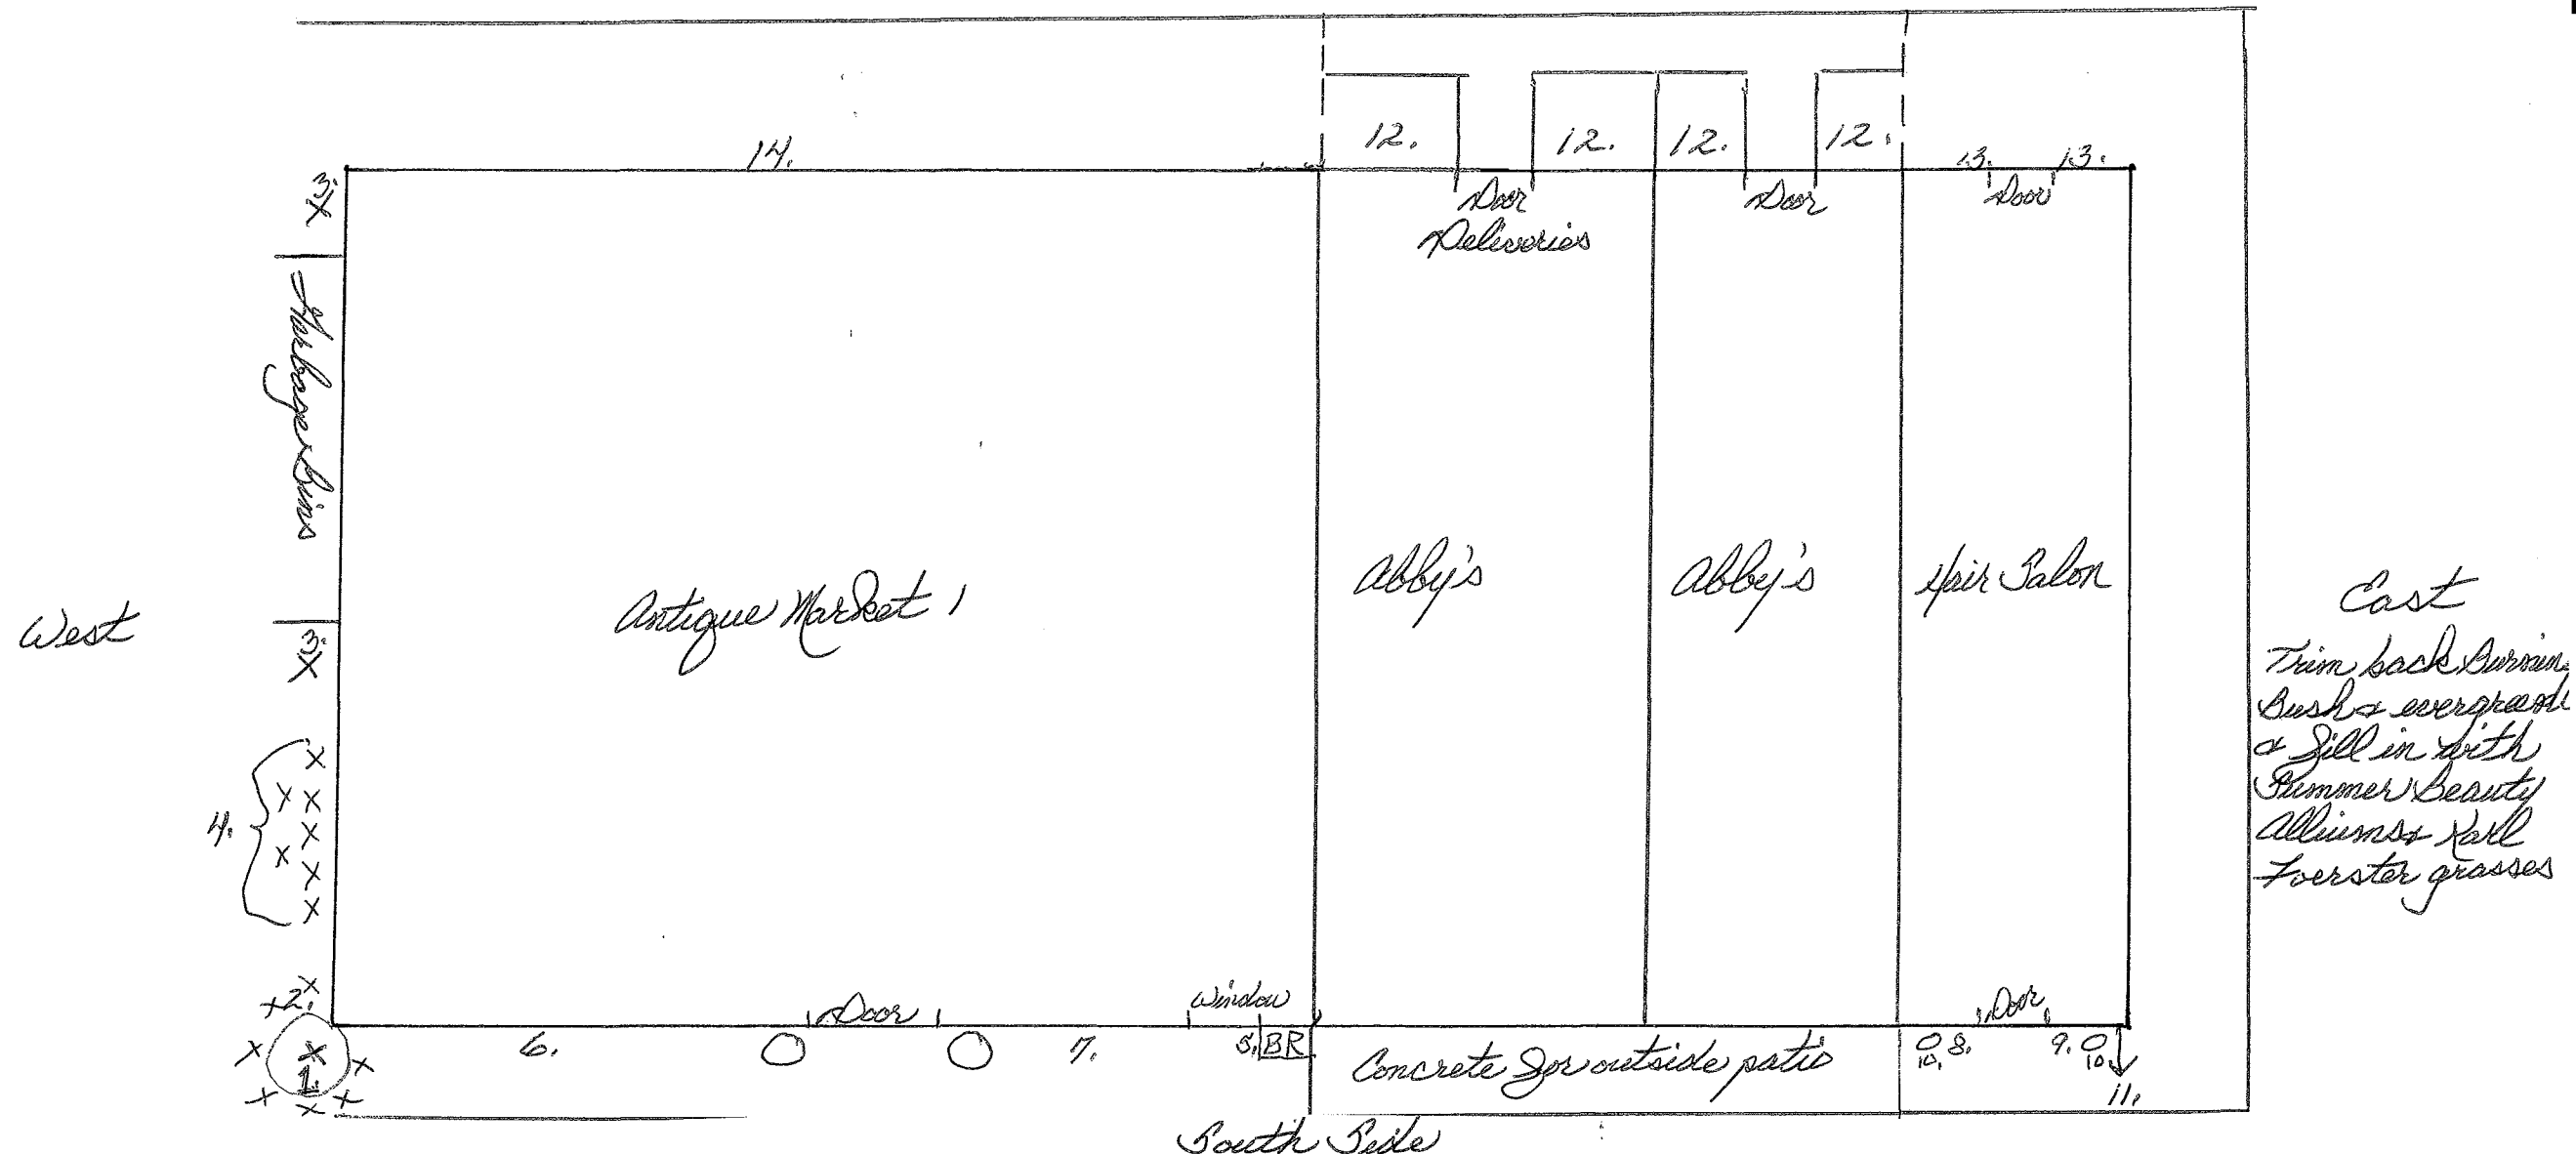 12. 12. 12. 12.
14. 13. 13.
3.
Door Door Door
Deliveries
Garbage Bins
Antique Market 1
Abby's
Abby's
Hair Salon
West
3.
East
Trim back Burnin
Bush & evergreens
& fill in with
Summer Beauty
Alliums & Karl
Foerster grasses
4.
2.
Door
Window
Door
1.
6. 7. 5. BR
8. 9.
10. 10.
11.
Concrete for outside patio
South Side